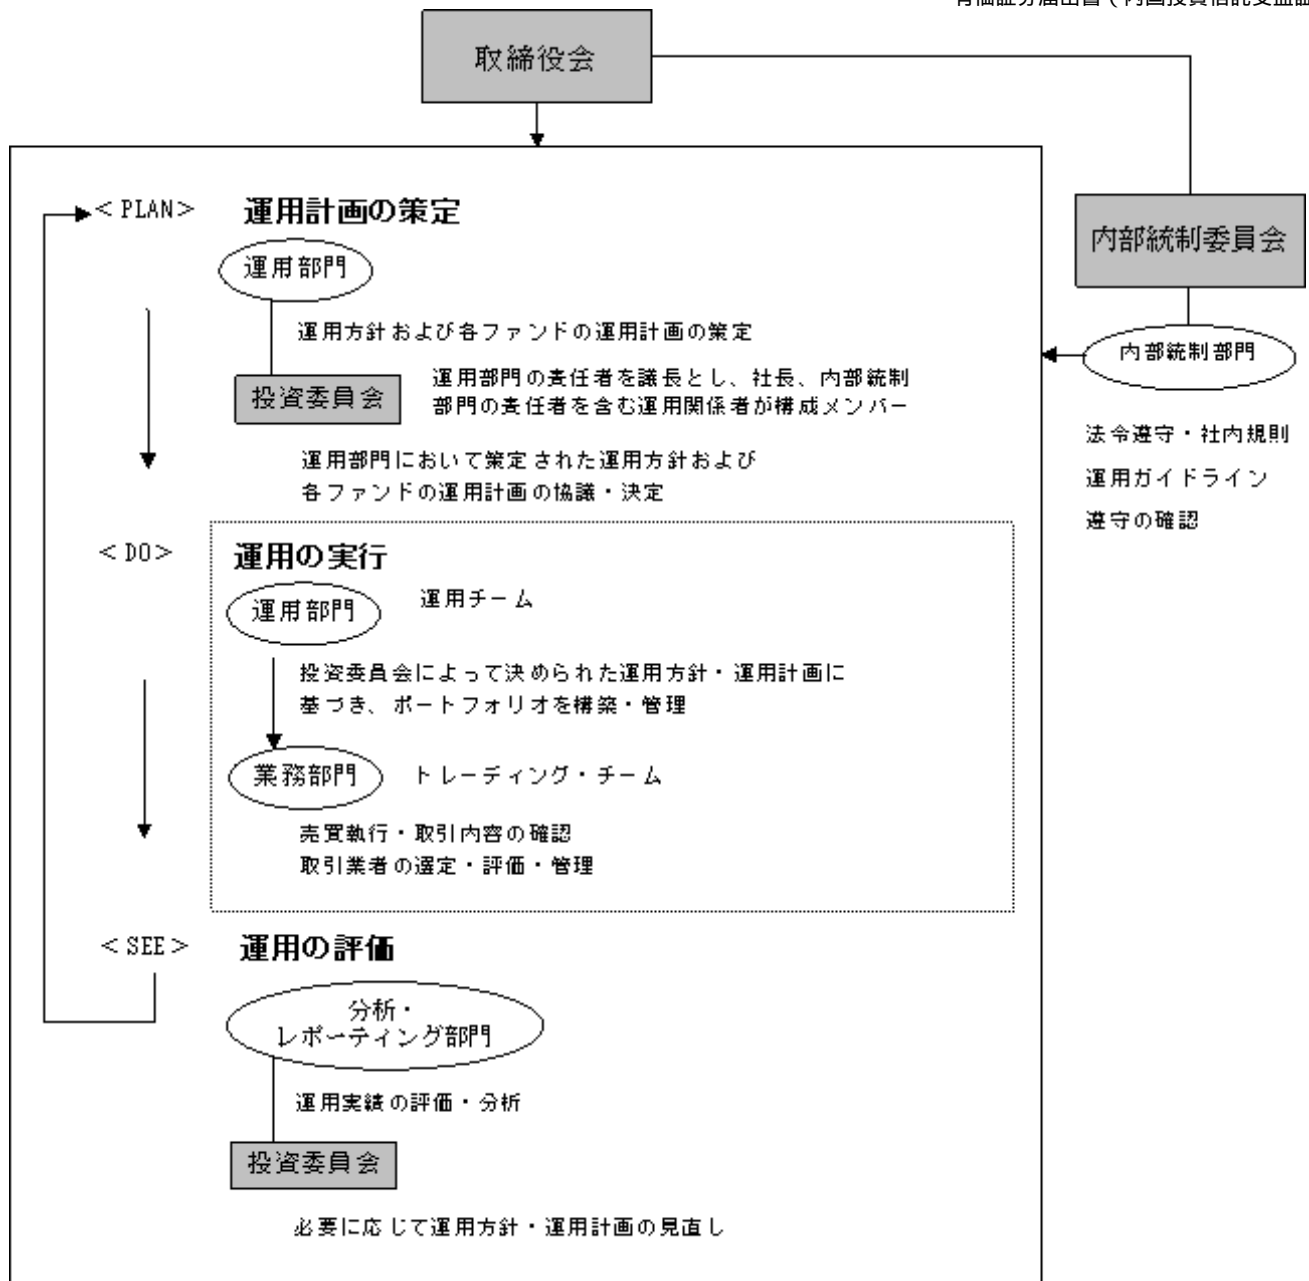 取締役会
<PLAN> 運用計画の策定
運用部門
運用方針および各ファンドの運用計画の策定
投資委員会
運用部門の責任者を議長とし、社長、内部統制
部門の責任者を含む運用関係者が構成メンバー
運用部門において策定された運用方針および
各ファンドの運用計画の協議・決定
<DO> 運用の実行
運用部門 運用チーム
投資委員会によって決められた運用方針・運用計画に
基づき、ポートフォリオを構築・管理
業務部門 トレーディング・チーム
売買執行・取引内容の確認
取引業者の選定・評価・管理
<SEE> 運用の評価
分析・
レポーティング部門
運用実績の評価・分析
投資委員会
必要に応じて運用方針・運用計画の見直し
内部統制委員会
内部統制部門
法令遵守・社内規則
運用ガイドライン
遵守の確認